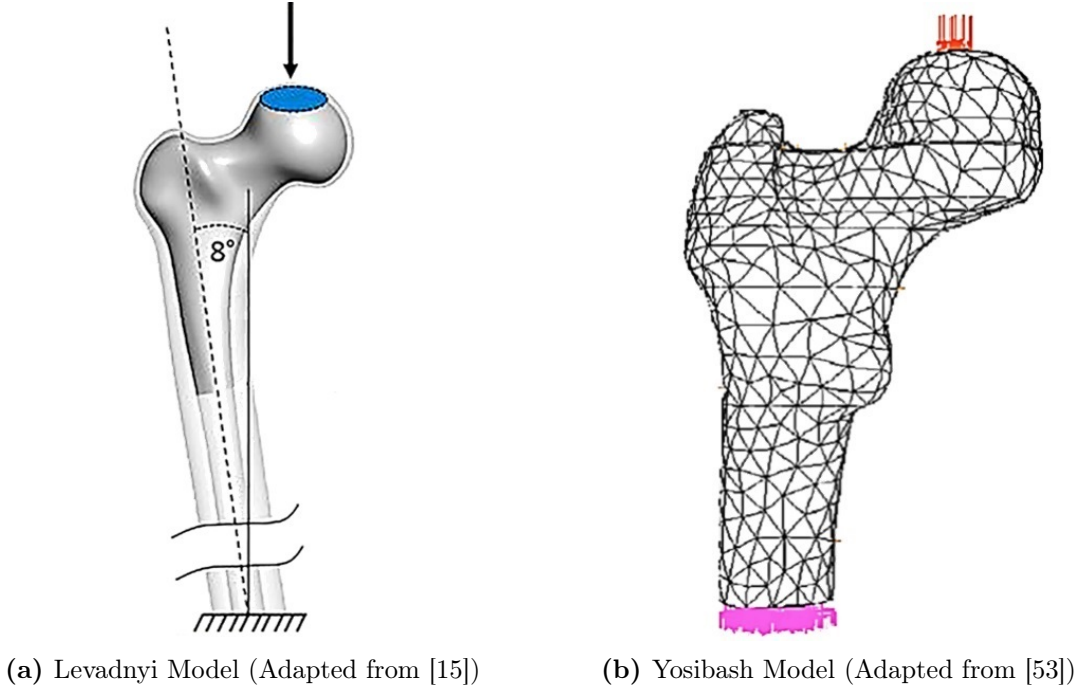 8°
(a) Levadnyi Model (Adapted from [15])
(b) Yosibash Model (Adapted from [53])